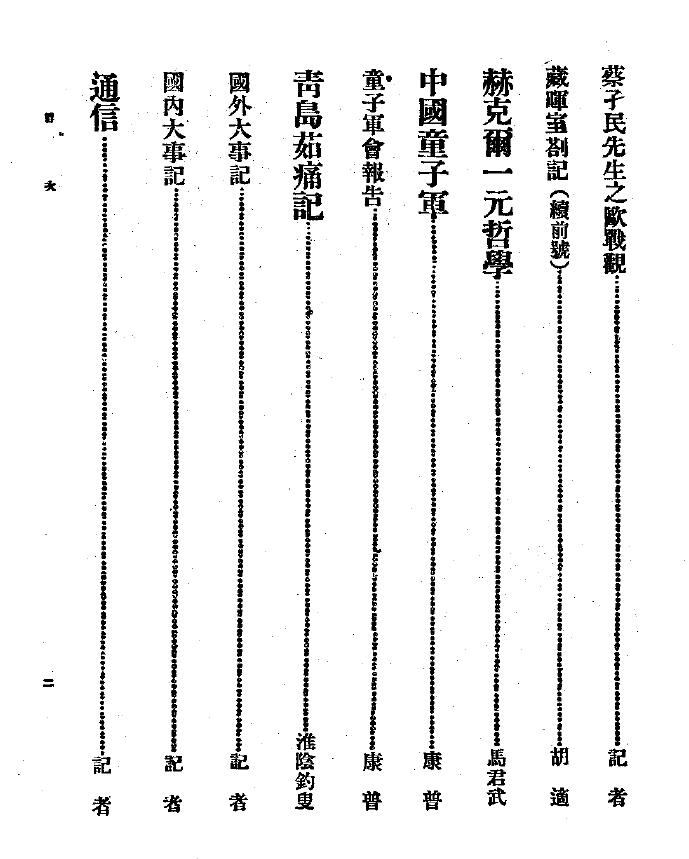 蔡孑民先生之歐戰觀……記者
藏暉室劄記（續前號）……胡適
赫克爾一元哲學……馬君武
中國童子軍……康普
童子軍會報告……康普
青島茹痛記……淮陰釣叟
國外大事記……記者
國內大事記……記者
通信……記者
二